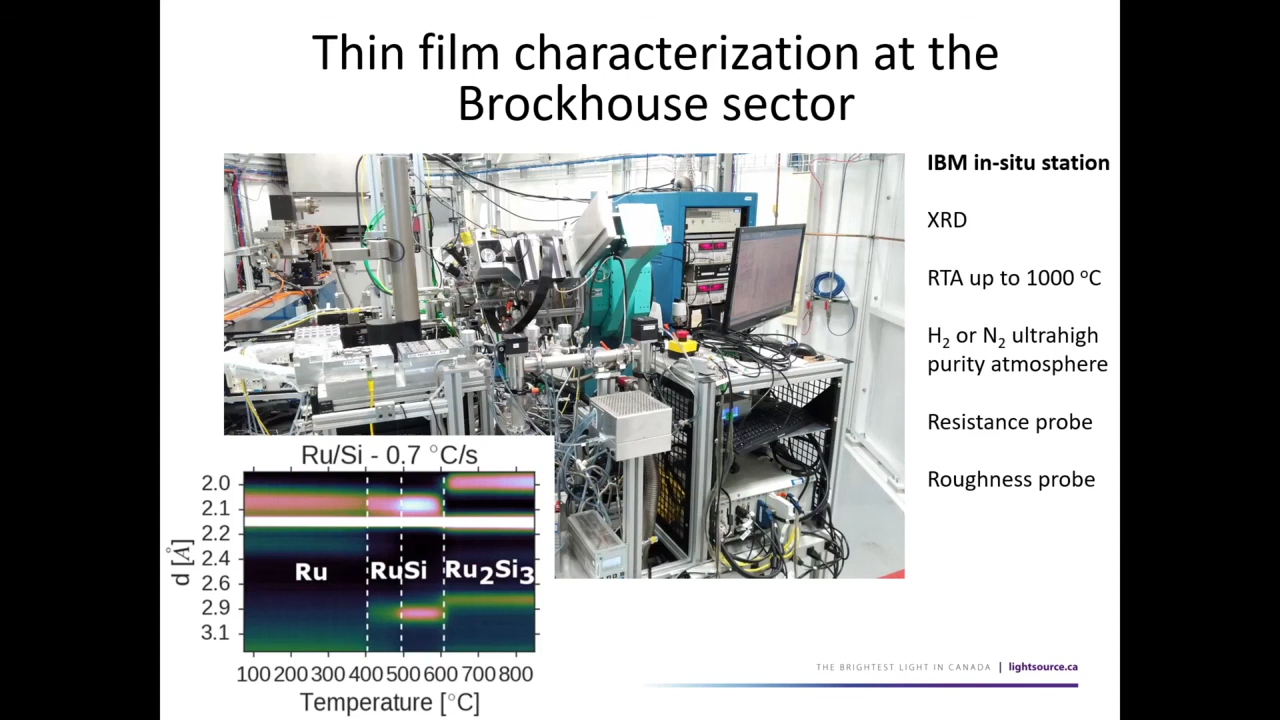 Thin film characterization at the
Brockhouse sector
IBM in-situ station
XRD
RTA up to 1000 °C
H₂ or N₂ ultrahigh
purity atmosphere
Resistance probe
Roughness probe
Ru/Si - 0.7 °C/s
d [Å]
2.0
2.1
2.2
2.4
2.6
2.9
3.1
Ru RuSi Ru₂Si₃
100 200 300 400 500 600 700 800
Temperature [°C]
THE BRIGHTEST LIGHT IN CANADA | lightsource.ca